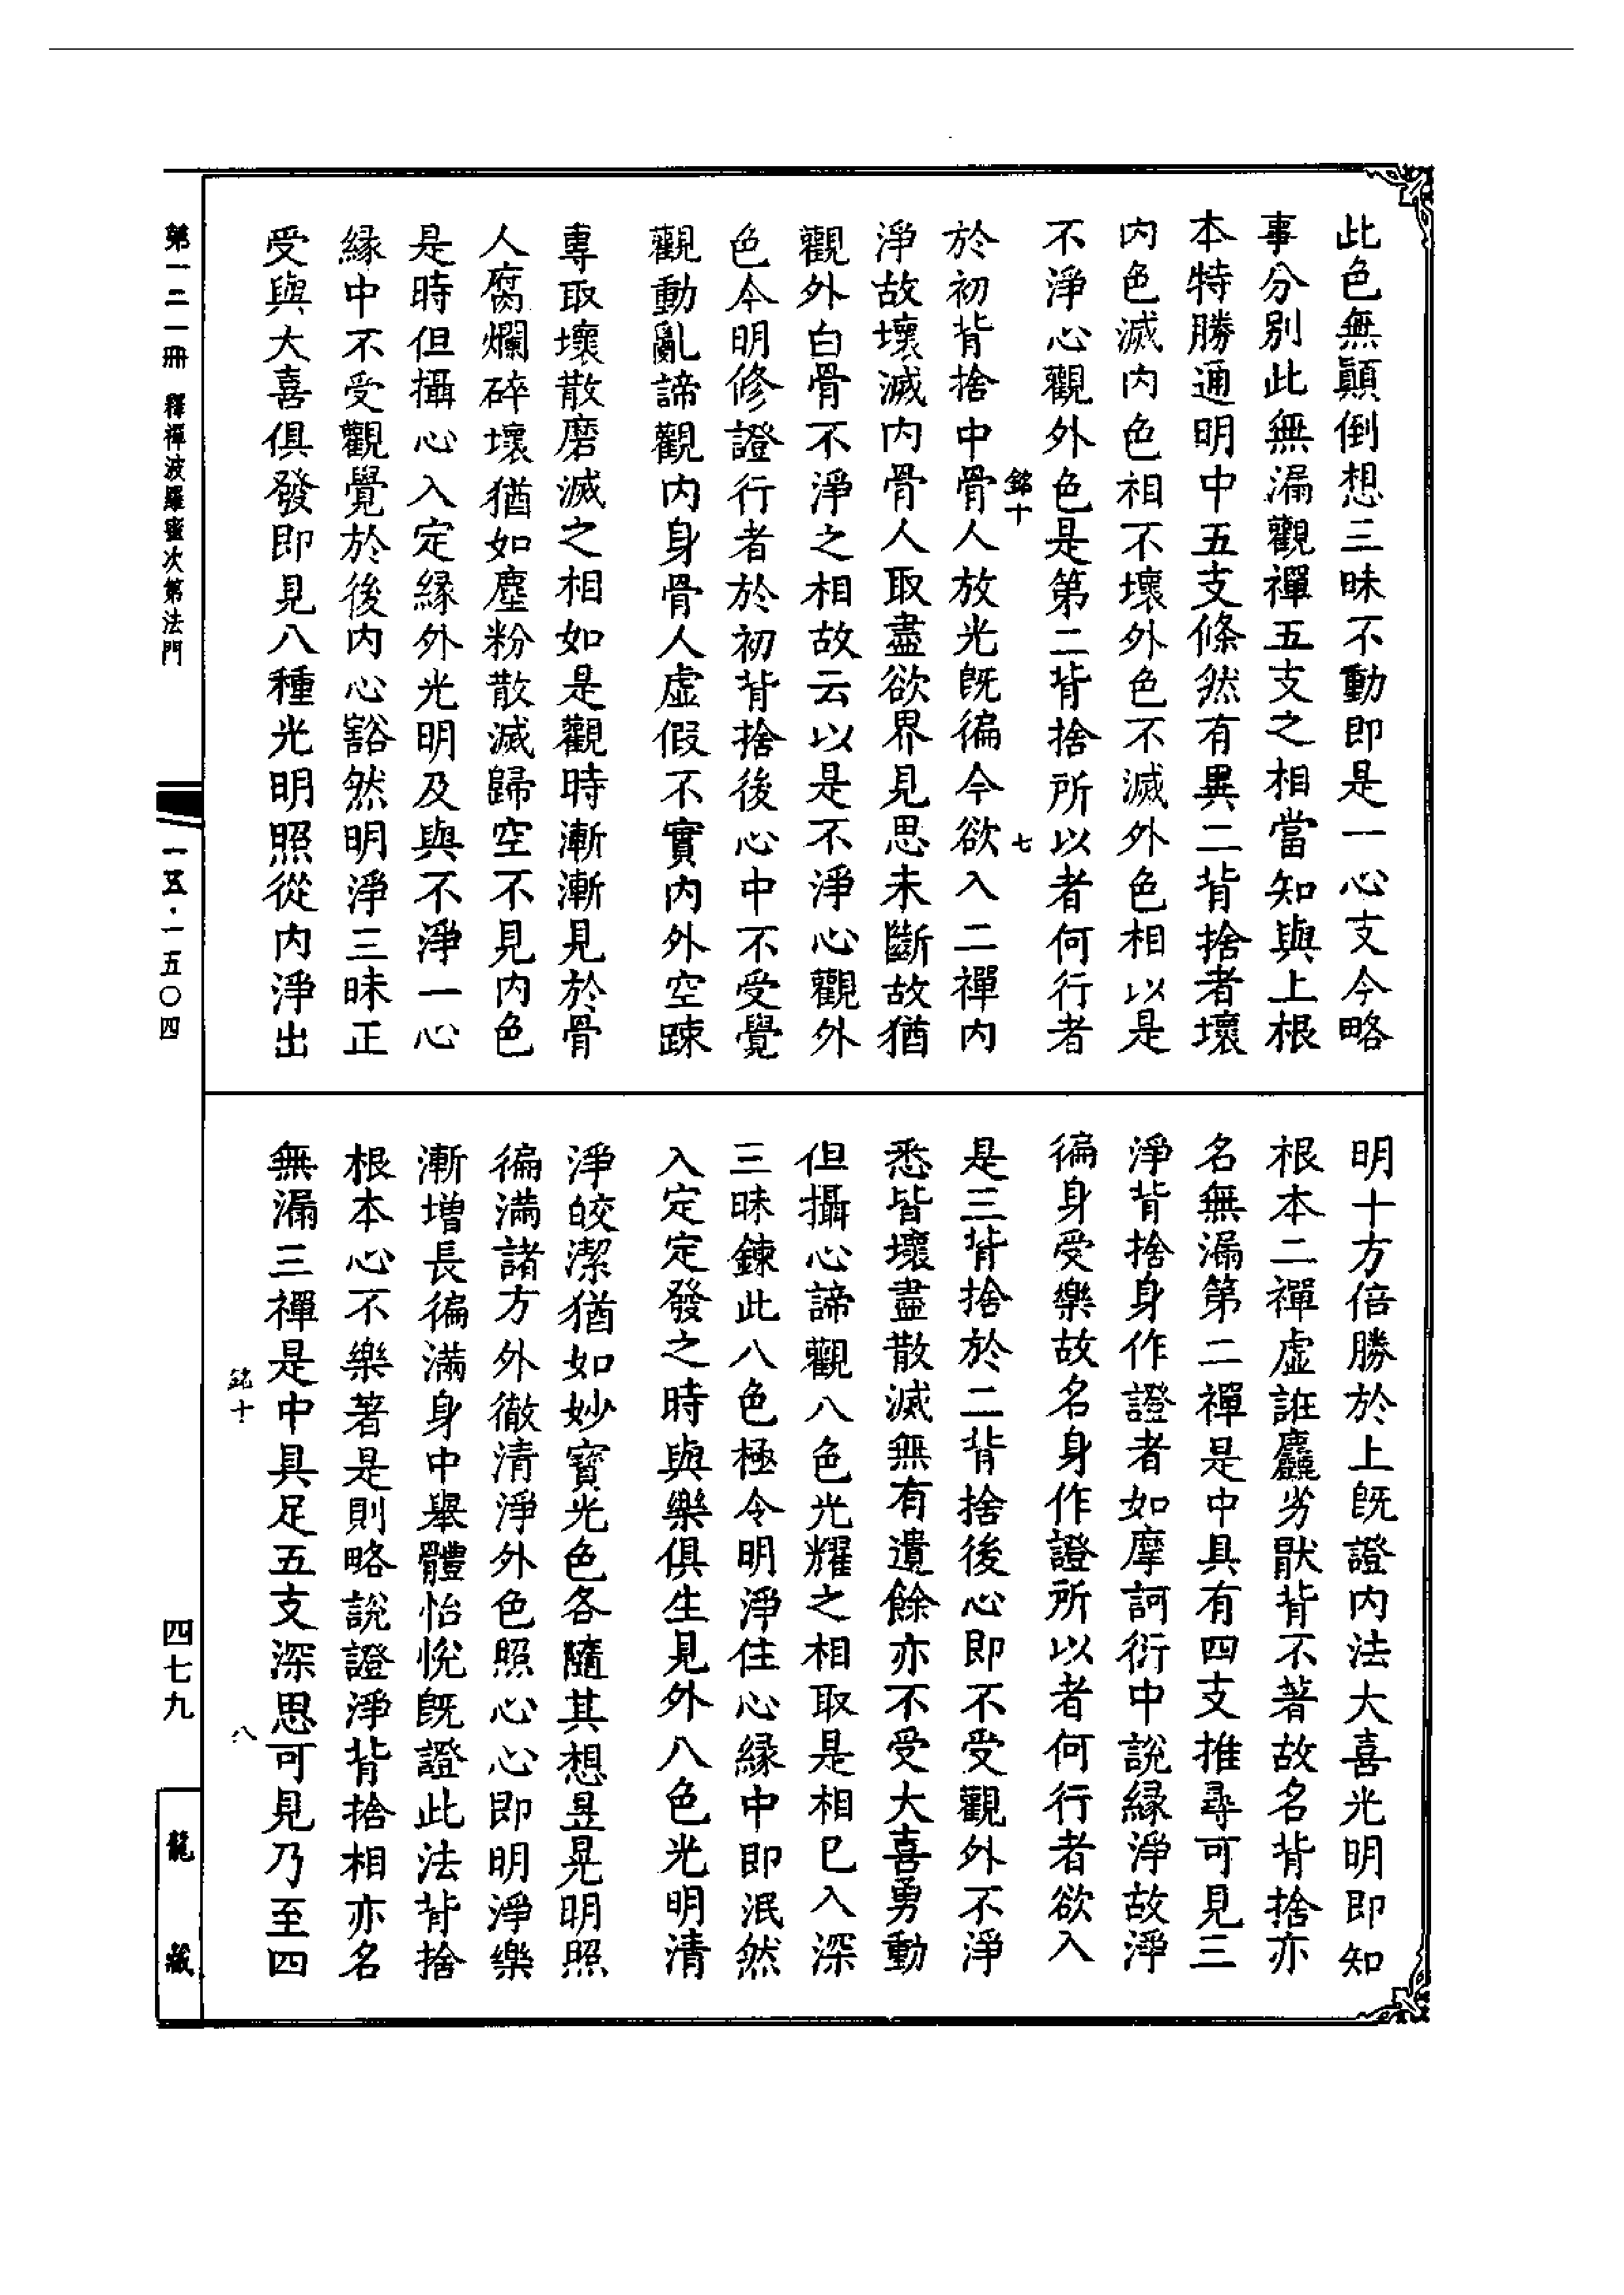 此色無顛倒想三昧不動即是一心支今略
事分别此無漏觀禪五支之相當知與上根
本特勝通明中五支條然有異二背捨者壞
内色滅内色相不壞外色不滅外色相以是
不淨心觀外色是第二背捨所以者何行者
銘十
七
於初背捨中骨人放光旣徧今欲入二禪内
淨故壞滅内骨人取盡欲界見思未斷故猶
觀外白骨不淨之相故云以是不淨心觀外
色今明修證行者於初背捨後心中不受覺
觀動亂諦觀内身骨人虚假不實内外空疎
專取壞散磨滅之相如是觀時漸漸見於骨
人腐爛碎壞猶如塵粉散滅歸空不見内色
是時但攝心入定縁外光明及與不淨一心
縁中不受觀覺於後内心豁然明淨三昧正
受與大喜俱發即見八種光明照從内淨出
明十方倍勝於上旣證内法大喜光明即知
根本二禪虚誑麤劣厭背不著故名背捨亦
名無漏第二禪是中具有四支推尋可見三
淨背捨身作證者如摩訶衍中說縁淨故淨
徧身受樂故名身作證所以者何行者欲入
是三背捨於二背捨後心即不受觀外不淨
悉皆壞盡散滅無有遺餘亦不受大喜勇動
但攝心諦觀八色光耀之相取是相已入深
三昧鍊此八色極令明淨住心縁中即泯然
入定定發之時與樂俱生見外八色光明清
淨皎潔猶如妙寳光色各隨其想昱晃明照
徧满諸方外徹清淨外色照心心即明淨樂
漸增長徧满身中舉體怡悅旣證此法背捨
根本心不樂著是則略說證淨背捨相亦名
無漏三禪是中具足五支深思可見乃至四
銘十
八
第一二一冊 釋禪波羅蜜次第法門
一五·一五〇四
四七九
龍藏